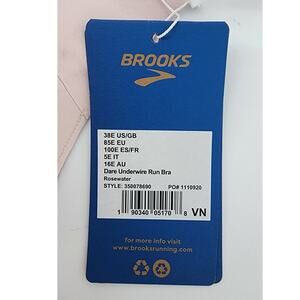 BROOKS
38E US/GB
85E EU
100E ES/FR
5E IT
16E AU
Dare Underwire Run Bra
Rosewater
STYLE: 350078690 PO# 1110920
1 90340 05170 8 VN
for more info visit
www.brooksrunning.com.